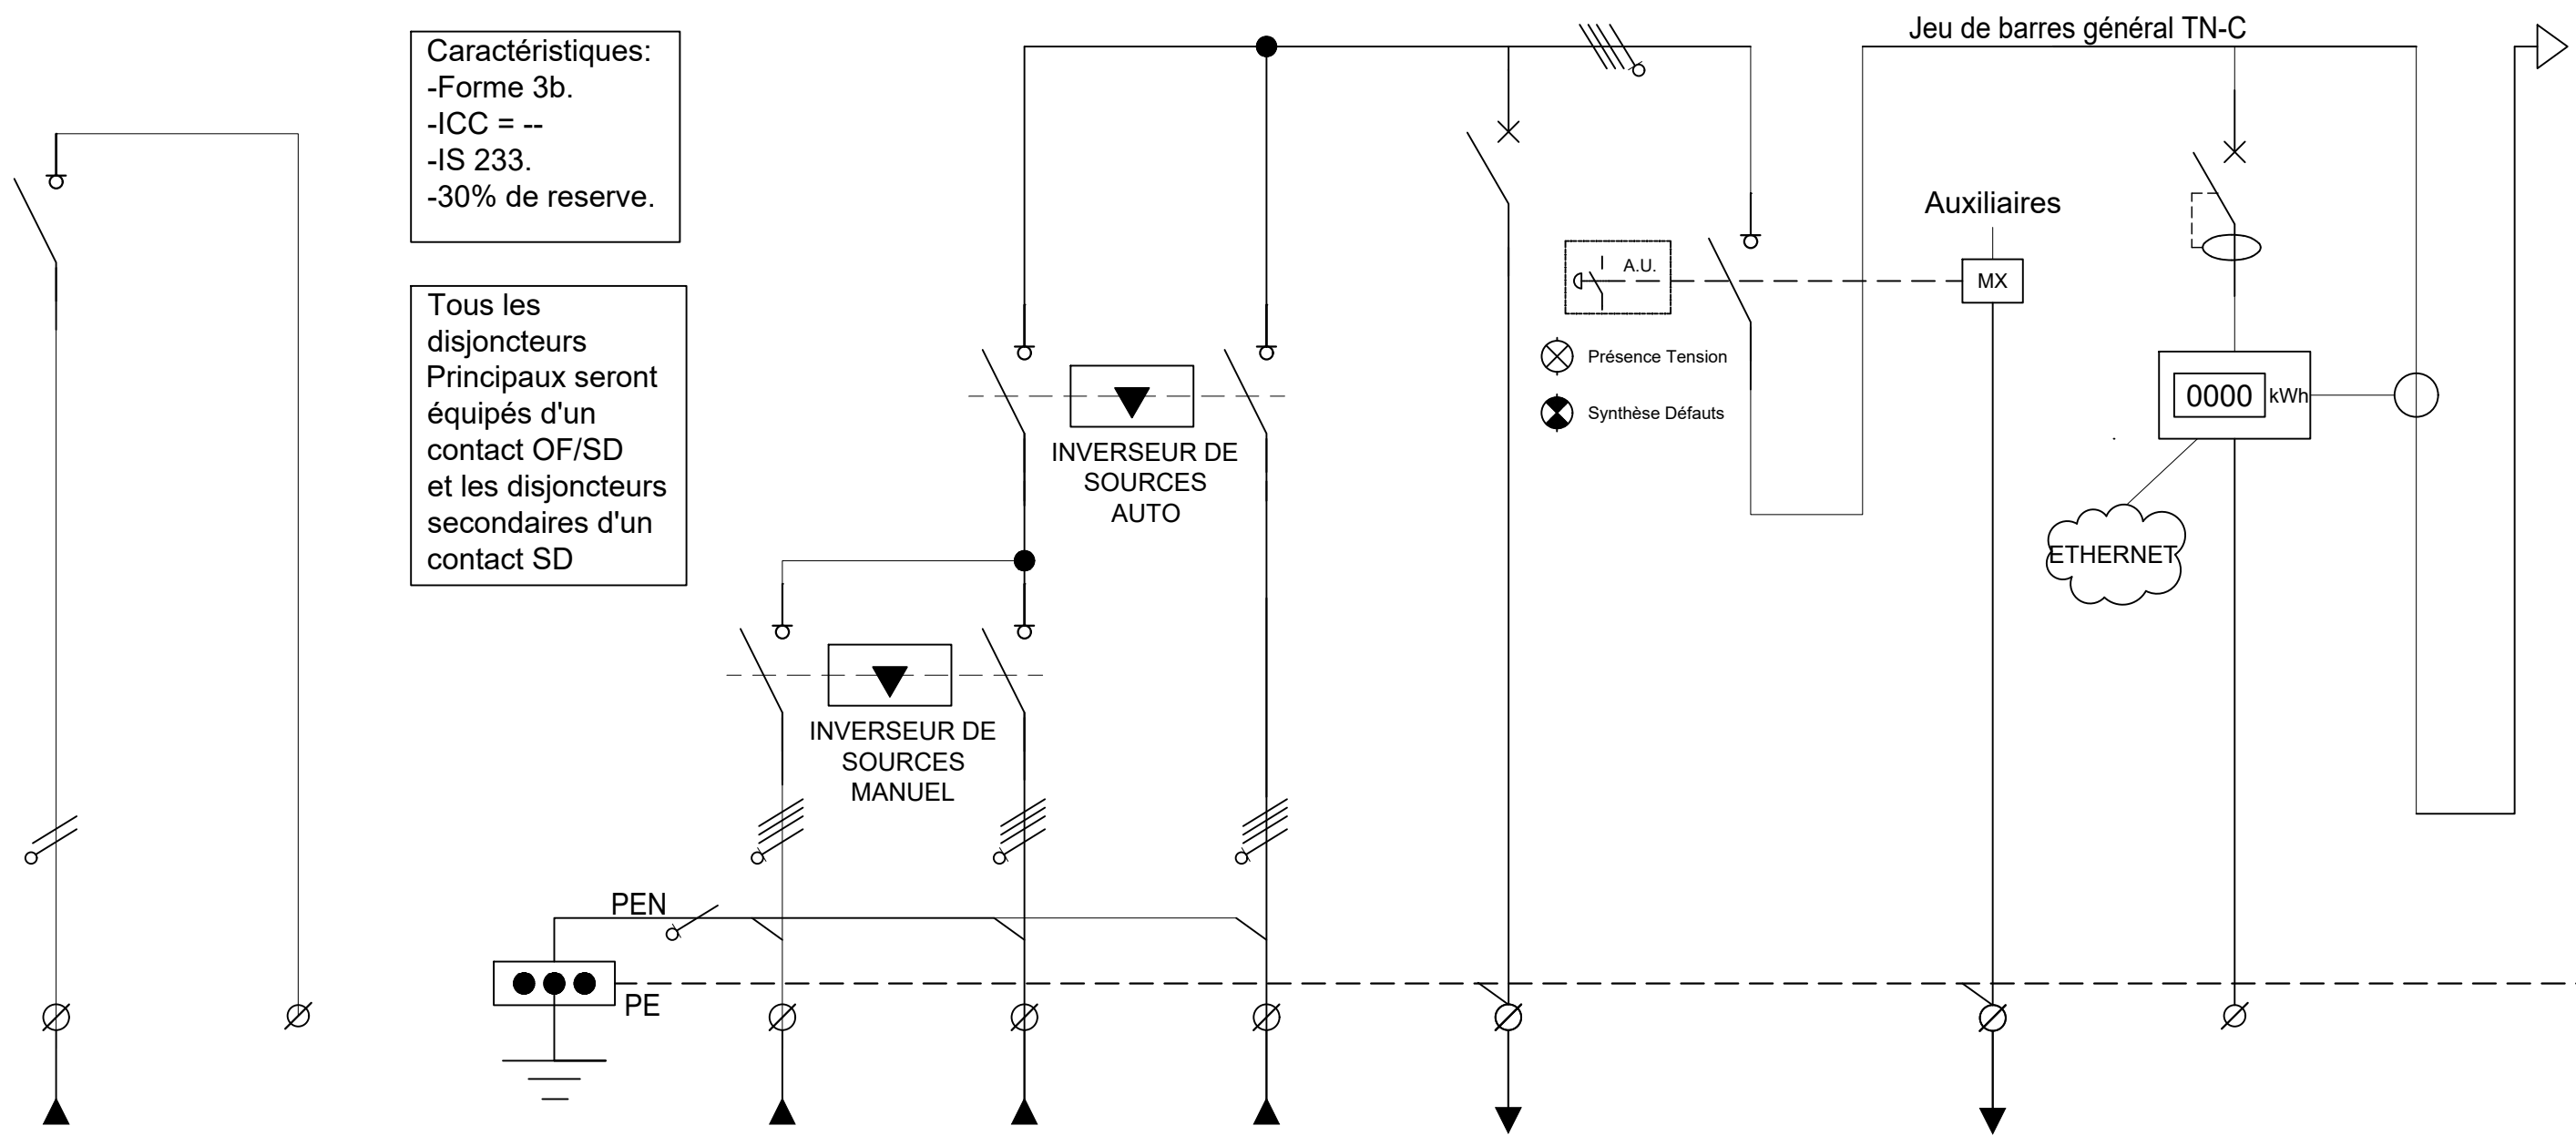 Caractéristiques:
-Forme 3b.
-ICC = --
-IS 233.
-30% de reserve.
Tous les
disjoncteurs
Principaux seront
équipés d'un
contact OF/SD
et les disjoncteurs
secondaires d'un
contact SD
INVERSEUR DE
SOURCES
AUTO
INVERSEUR DE
SOURCES
MANUEL
PEN
PE
A.U.
Présence Tension
Synthèse Défauts
Jeu de barres général TN-C
Auxiliaires
MX
0000 kWh
ETHERNET